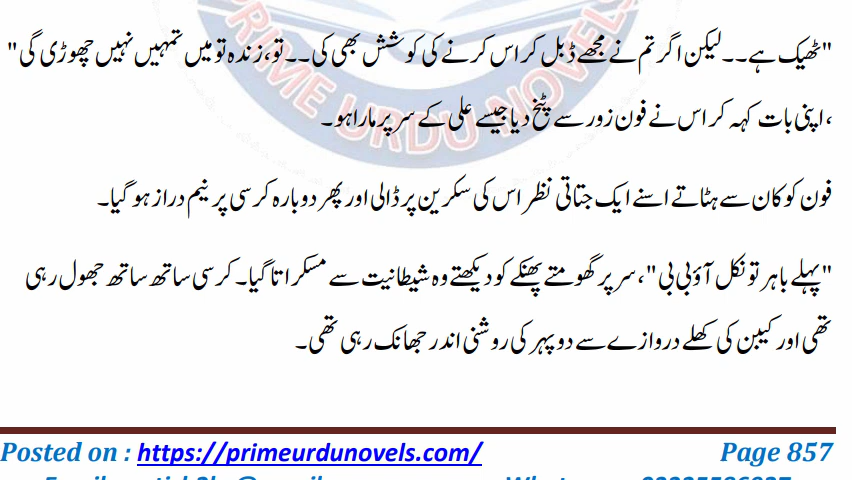 "ٹھیک ہے۔۔لیکن اگر تم نے مجھے ڈبل کراس کرنے کی کوشش بھی کی۔۔تو،زندہ تو میں تمہیں نہیں چھوڑی گی"
،اپنی بات کہہ کر اس نے فون زور سے پٹخ دیا جیسے علی کے سر پر مارا ہو۔
فون کو کان سے ہٹاتے اسنے ایک جتاتی نظر اس کی سکرین پر ڈالی اور پھر دوبارہ کرسی پر نیم دراز ہو گیا۔
"پہلے باہر تو نکل آؤ بی بی"، سر پر گھومتے پھنکے کو دیکھتے وہ شیطانیت سے مسکراتا گیا۔ کرسی ساتھ ساتھ جھول رہی
تھی اور کیبن کی کھلے دروازے سے دوپہر کی روشنی اندر جھانک رہی تھی۔
PRIME URDU NOVELS
Posted on : https://primeurdunovels.com/ Page 857